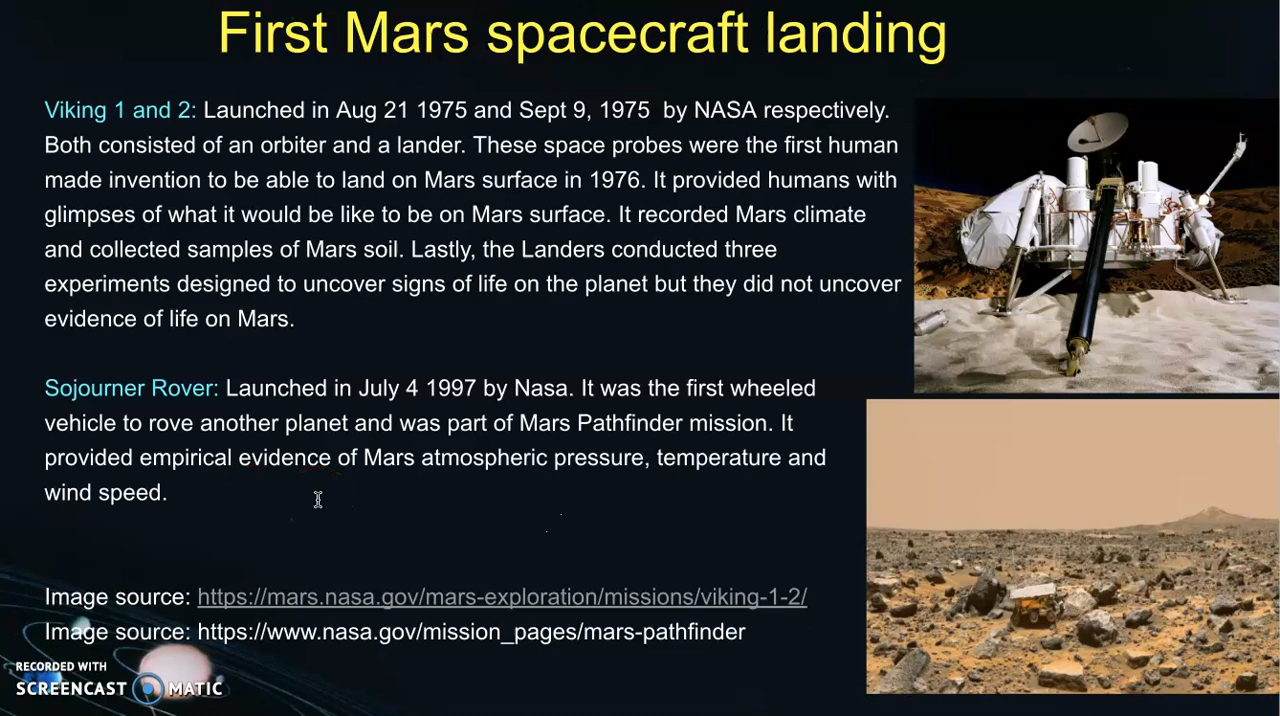 First Mars spacecraft landing
Viking 1 and 2: Launched in Aug 21 1975 and Sept 9, 1975  by NASA respectively.
Both consisted of an orbiter and a lander. These space probes were the first human
made invention to be able to land on Mars surface in 1976. It provided humans with
glimpses of what it would be like to be on Mars surface. It recorded Mars climate
and collected samples of Mars soil. Lastly, the Landers conducted three
experiments designed to uncover signs of life on the planet but they did not uncover
evidence of life on Mars.
Sojourner Rover: Launched in July 4 1997 by Nasa. It was the first wheeled
vehicle to rove another planet and was part of Mars Pathfinder mission. It
provided empirical evidence of Mars atmospheric pressure, temperature and
wind speed.
Image source: https://mars.nasa.gov/mars-exploration/missions/viking-1-2/
Image source: https://www.nasa.gov/mission_pages/mars-pathfinder
RECORDED WITH
SCREENCAST MATIC